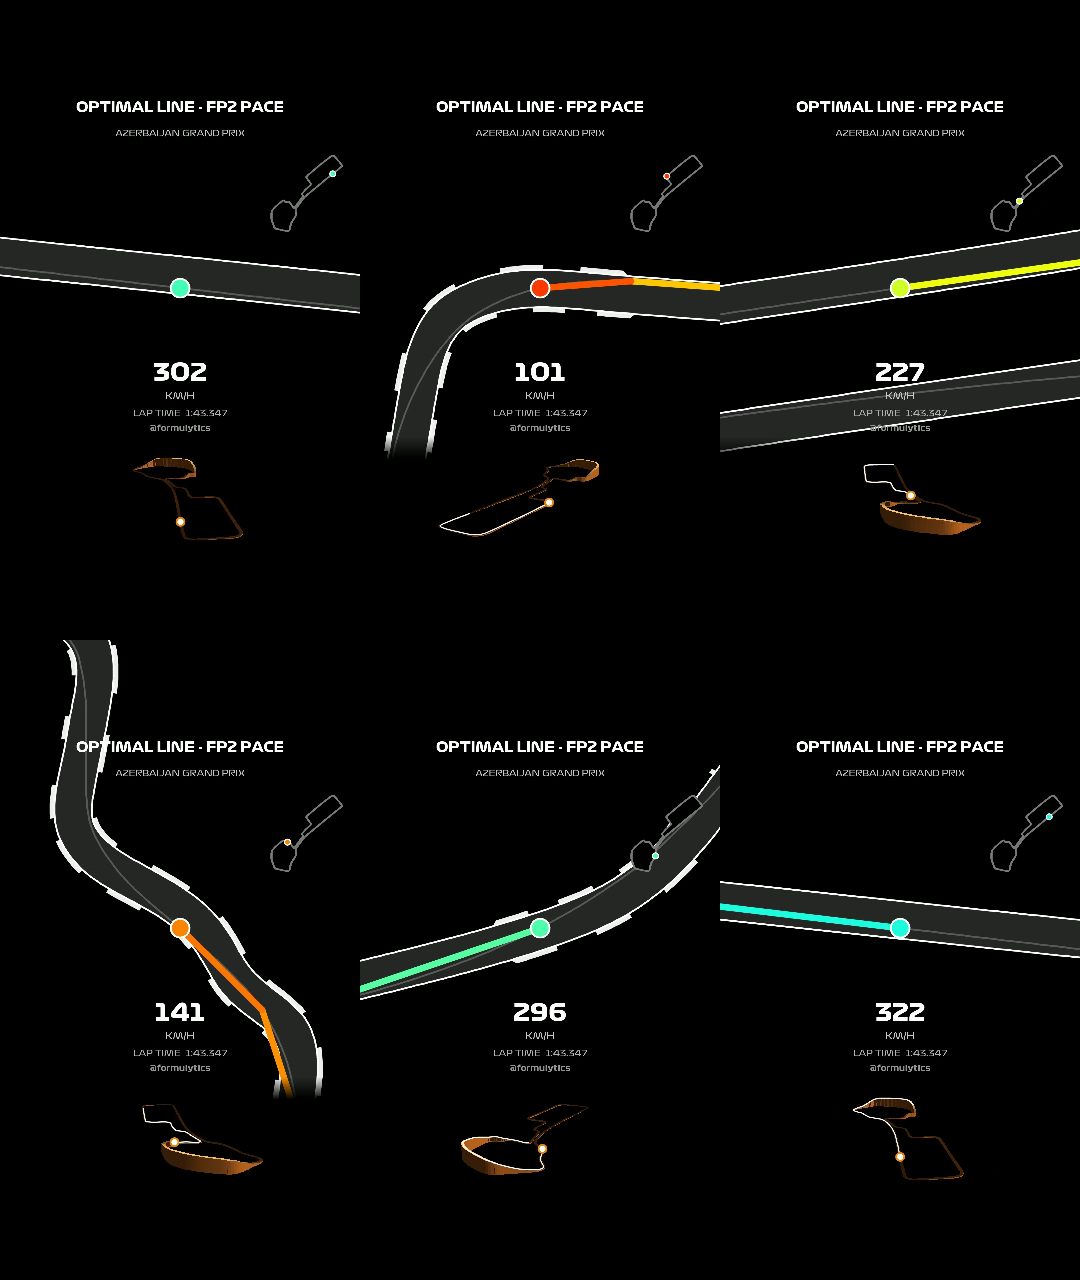 OPTIMAL LINE - FP2 PACE
AZERBAIJAN GRAND PRIX
302
KM/H
LAP TIME 1:43.347
@formulytics
OPTIMAL LINE - FP2 PACE
AZERBAIJAN GRAND PRIX
101
KM/H
LAP TIME 1:43.347
@formulytics
OPTIMAL LINE - FP2 PACE
AZERBAIJAN GRAND PRIX
227
KM/H
LAP TIME 1:43.347
@formulytics
OPTIMAL LINE - FP2 PACE
AZERBAIJAN GRAND PRIX
141
KM/H
LAP TIME 1:43.347
@formulytics
OPTIMAL LINE - FP2 PACE
AZERBAIJAN GRAND PRIX
296
KM/H
LAP TIME 1:43.347
@formulytics
OPTIMAL LINE - FP2 PACE
AZERBAIJAN GRAND PRIX
322
KM/H
LAP TIME 1:43.347
@formulytics